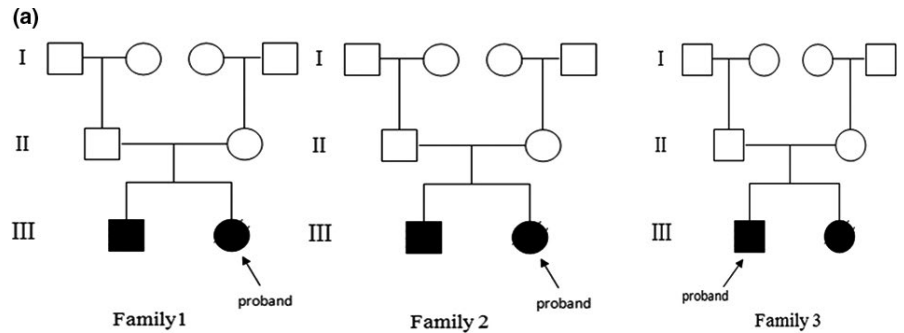 (a)
I I I
II II II
III III III
proband proband proband
Family1 Family 2 Family 3